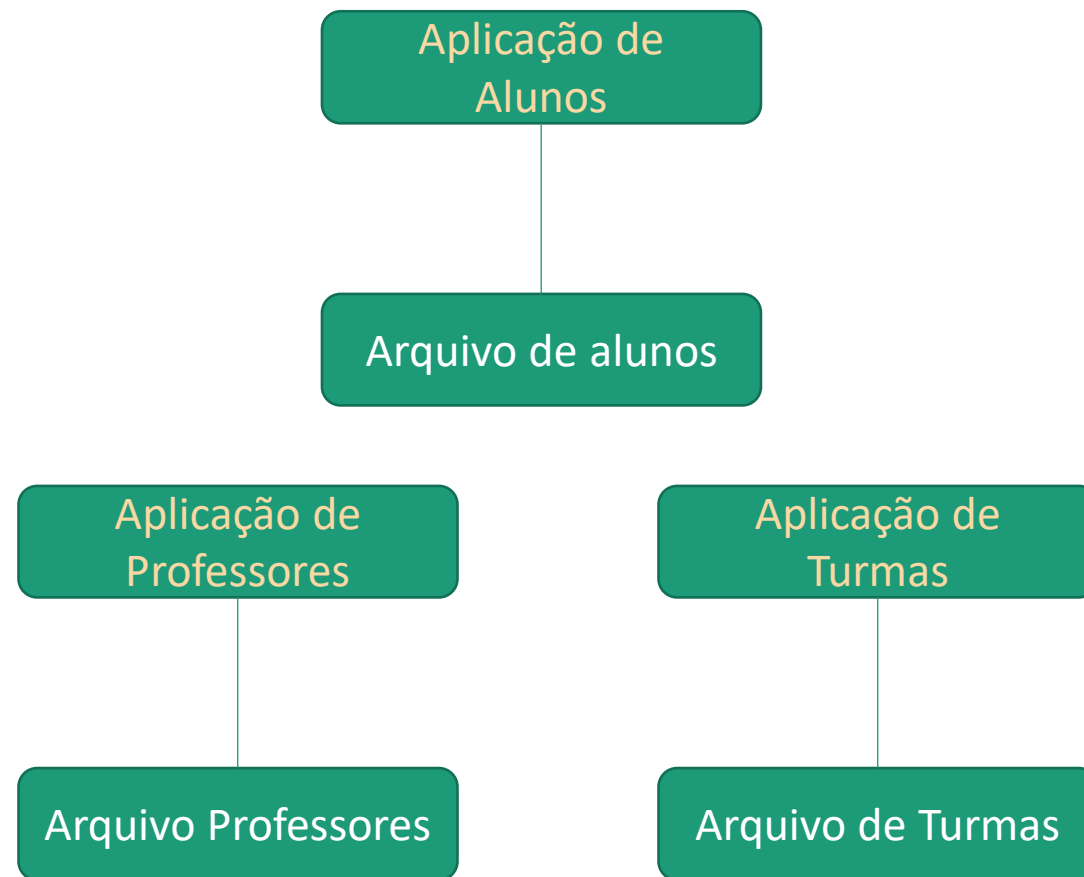 Aplicação de
Alunos
Arquivo de alunos
Aplicação de
Professores
Aplicação de
Turmas
Arquivo Professores
Arquivo de Turmas